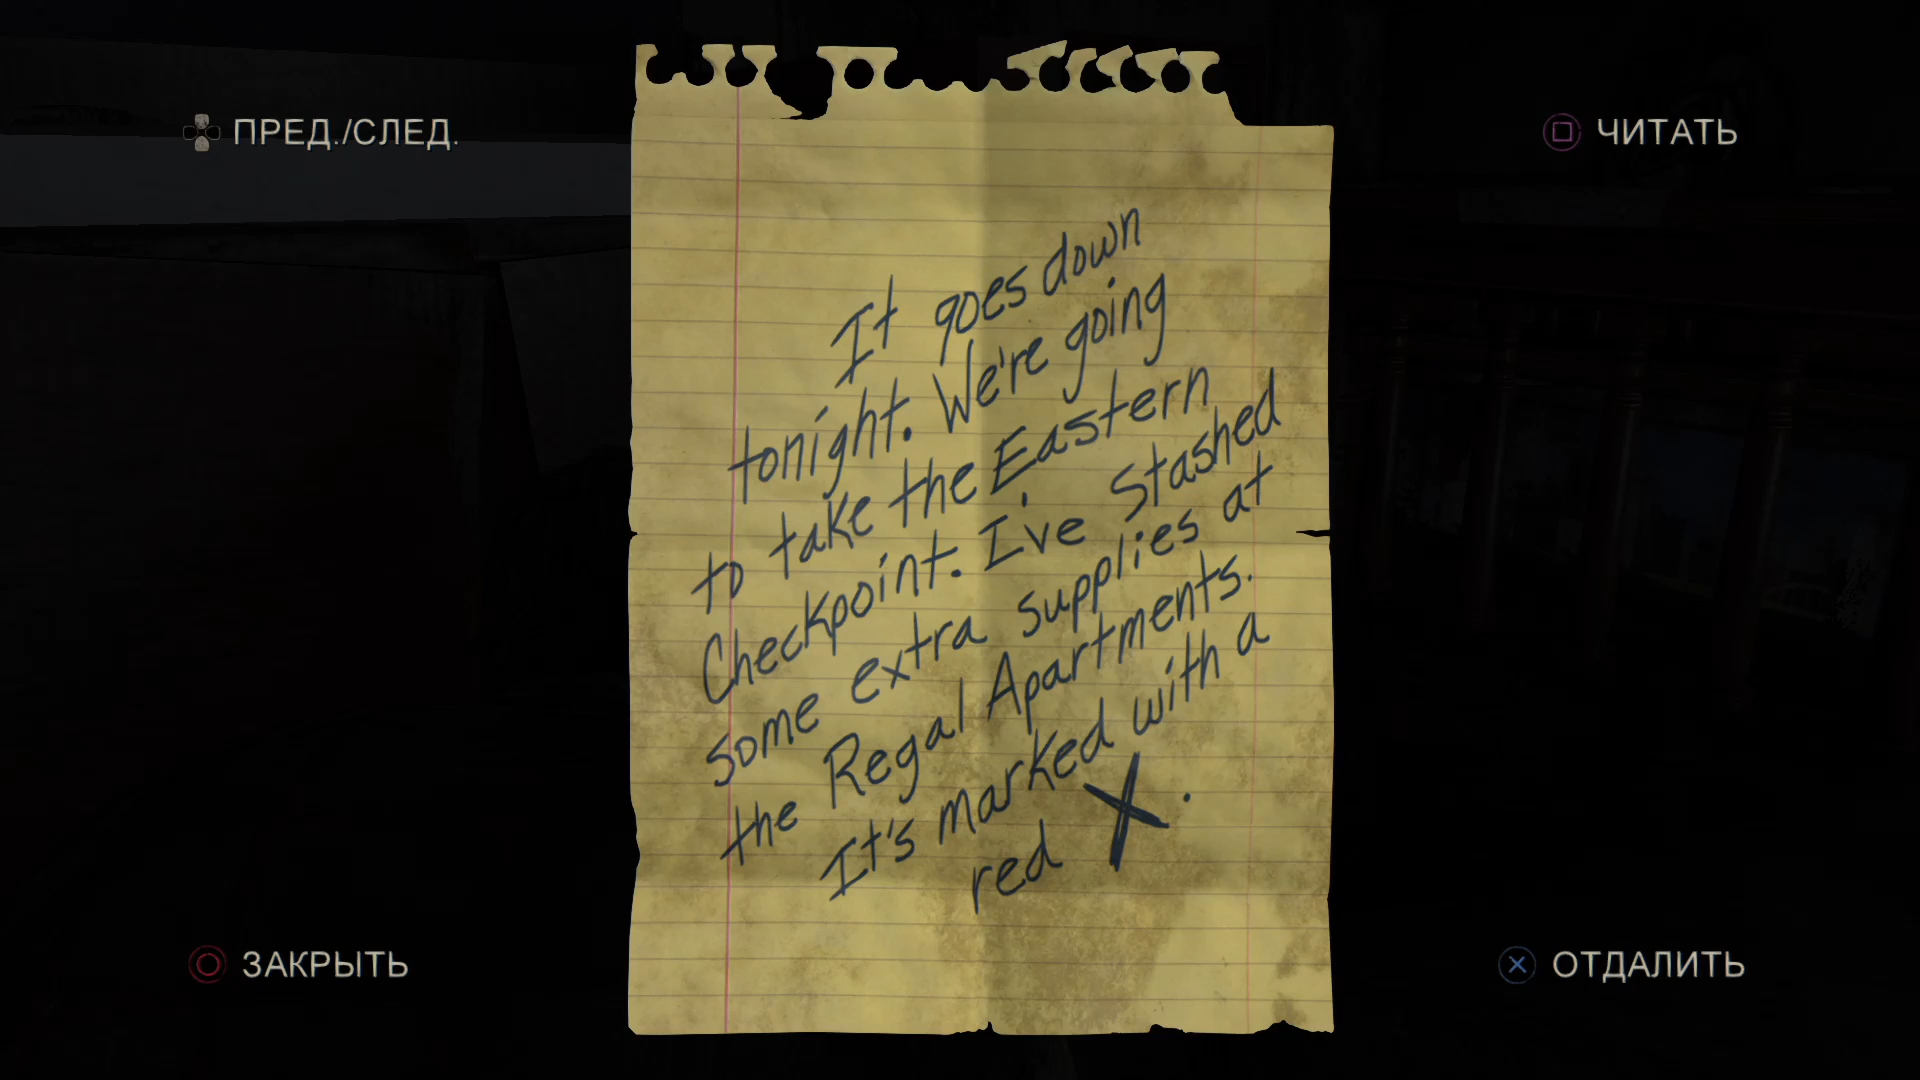 ПРЕД./СЛЕД.
ЧИТАТЬ
It goes down
tonight. We're going
to take the Eastern
Checkpoint. I've Stashed
some extra supplies at
the Regal Apartments.
It's marked with a
red X.
ЗАКРЫТЬ
ОТДАЛИТЬ